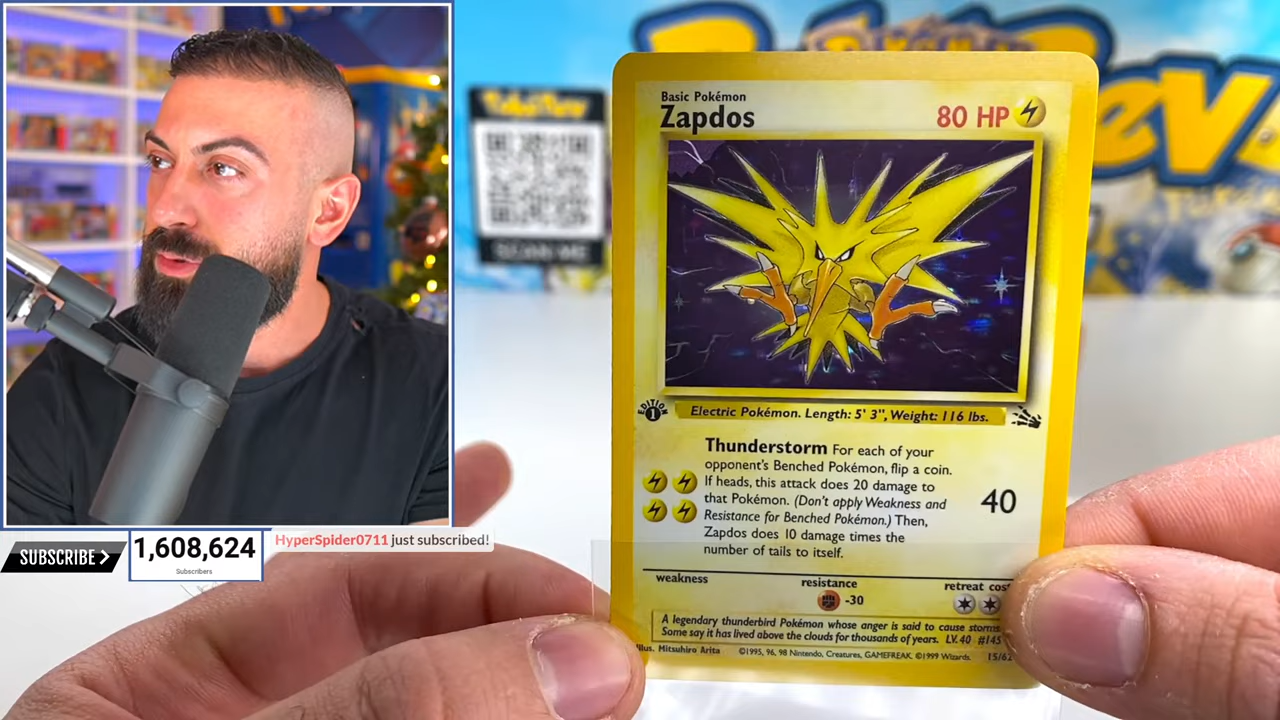 PokeRev
SCAN ME
Basic Pokémon
Zapdos
80 HP
EDITION
1
Electric Pokémon. Length: 5' 3", Weight: 116 lbs.
Thunderstorm For each of your
opponent's Benched Pokémon, flip a coin.
If heads, this attack does 20 damage to
that Pokémon. (Don't apply Weakness and
Resistance for Benched Pokémon.) Then,
Zapdos does 10 damage times the
number of tails to itself.
40
weakness
resistance
retreat cost
-30
A legendary thunderbird Pokémon whose anger is said to cause storms.
Some say it has lived above the clouds for thousands of years. LV. 40 #145
Illus. Mitsuhiro Arita
©1995, 96, 98 Nintendo, Creatures, GAMEFREAK. ©1999 Wizards.
15/62
SUBSCRIBE
1,608,624
Subscribers
HyperSpider0711 just subscribed!